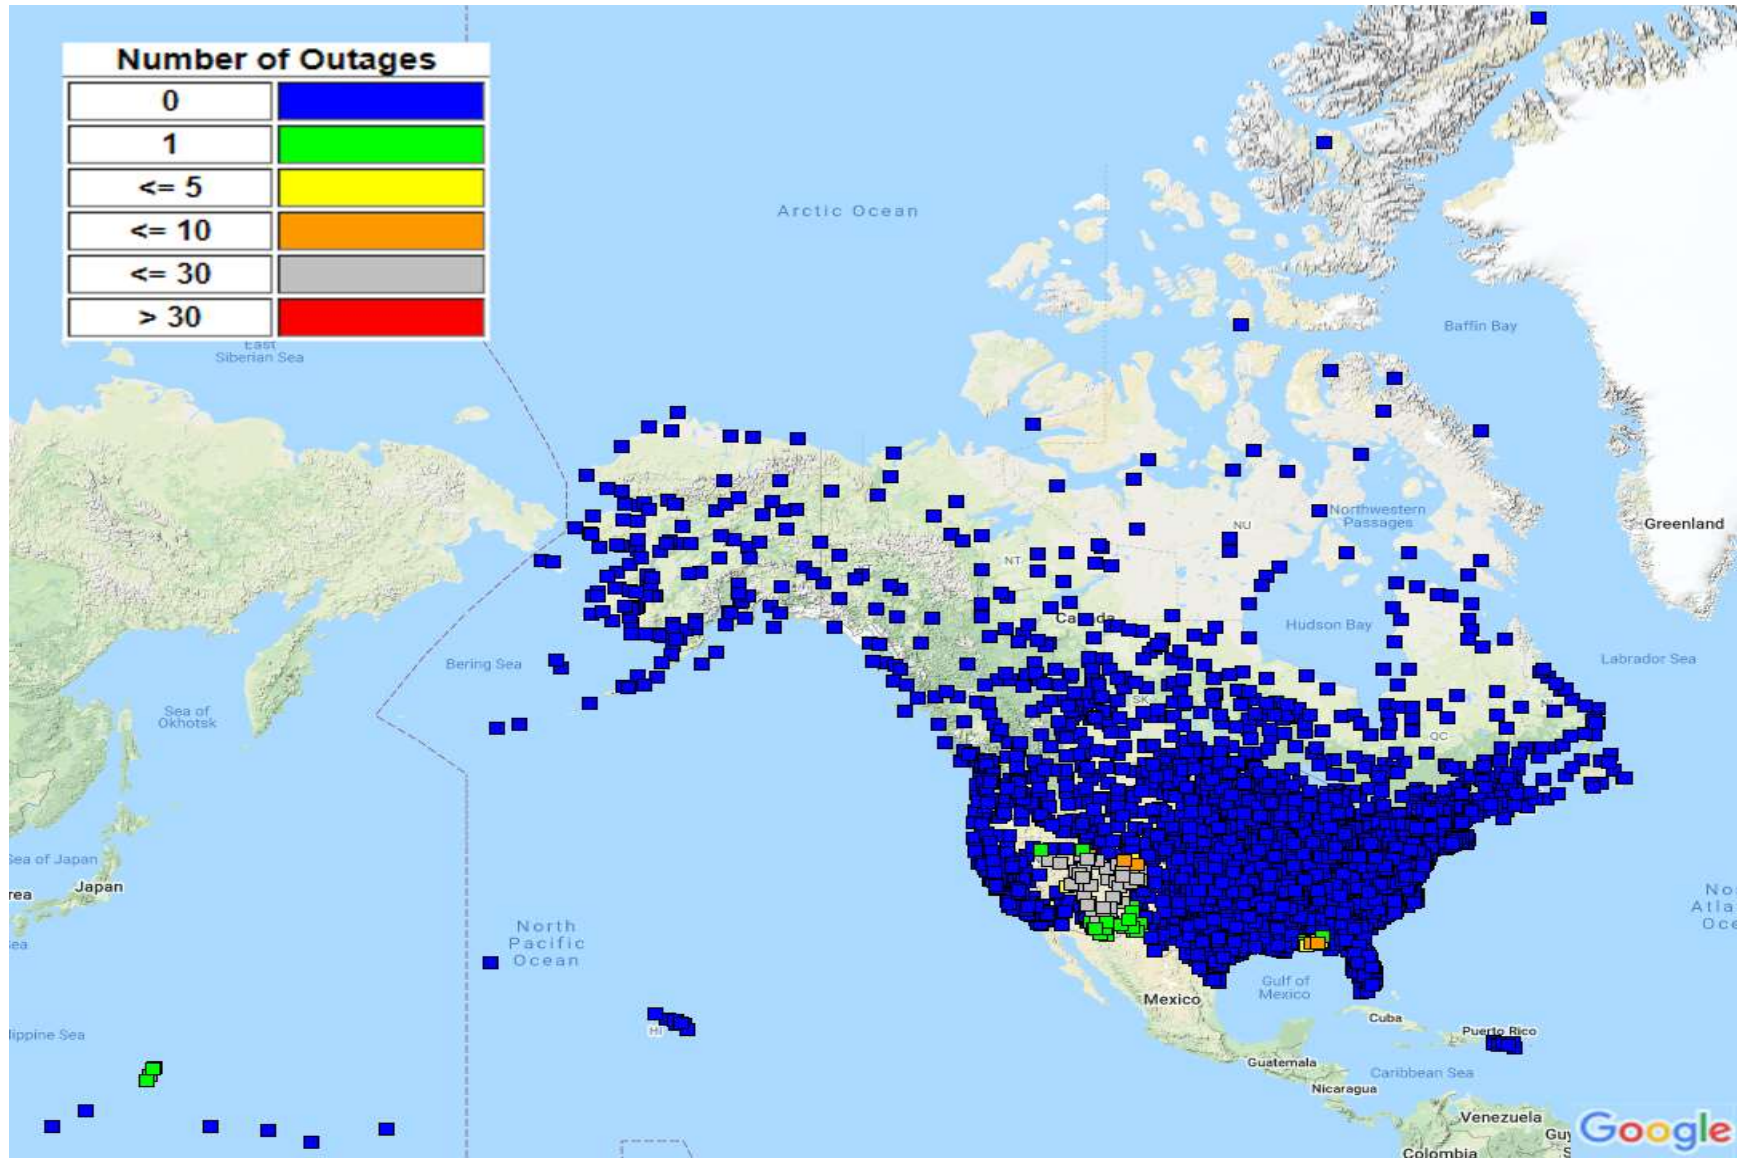 Number of Outages
0
1
<= 5
<= 10
<= 30
> 30
Arctic Ocean
Baffin Bay
East
Siberian Sea
Northwestern
Passages
Greenland
NU
NT
Canada
Hudson Bay
Labrador Sea
Bering Sea
Sea of
Okhotsk
SK
QC
Sea of Japan
Japan
North
Pacific
Ocean
Gulf of
Mexico
Mexico
Cuba
Puerto Rico
HI
Guatemala
Caribbean Sea
Nicaragua
Venezuela
Colombia
Google